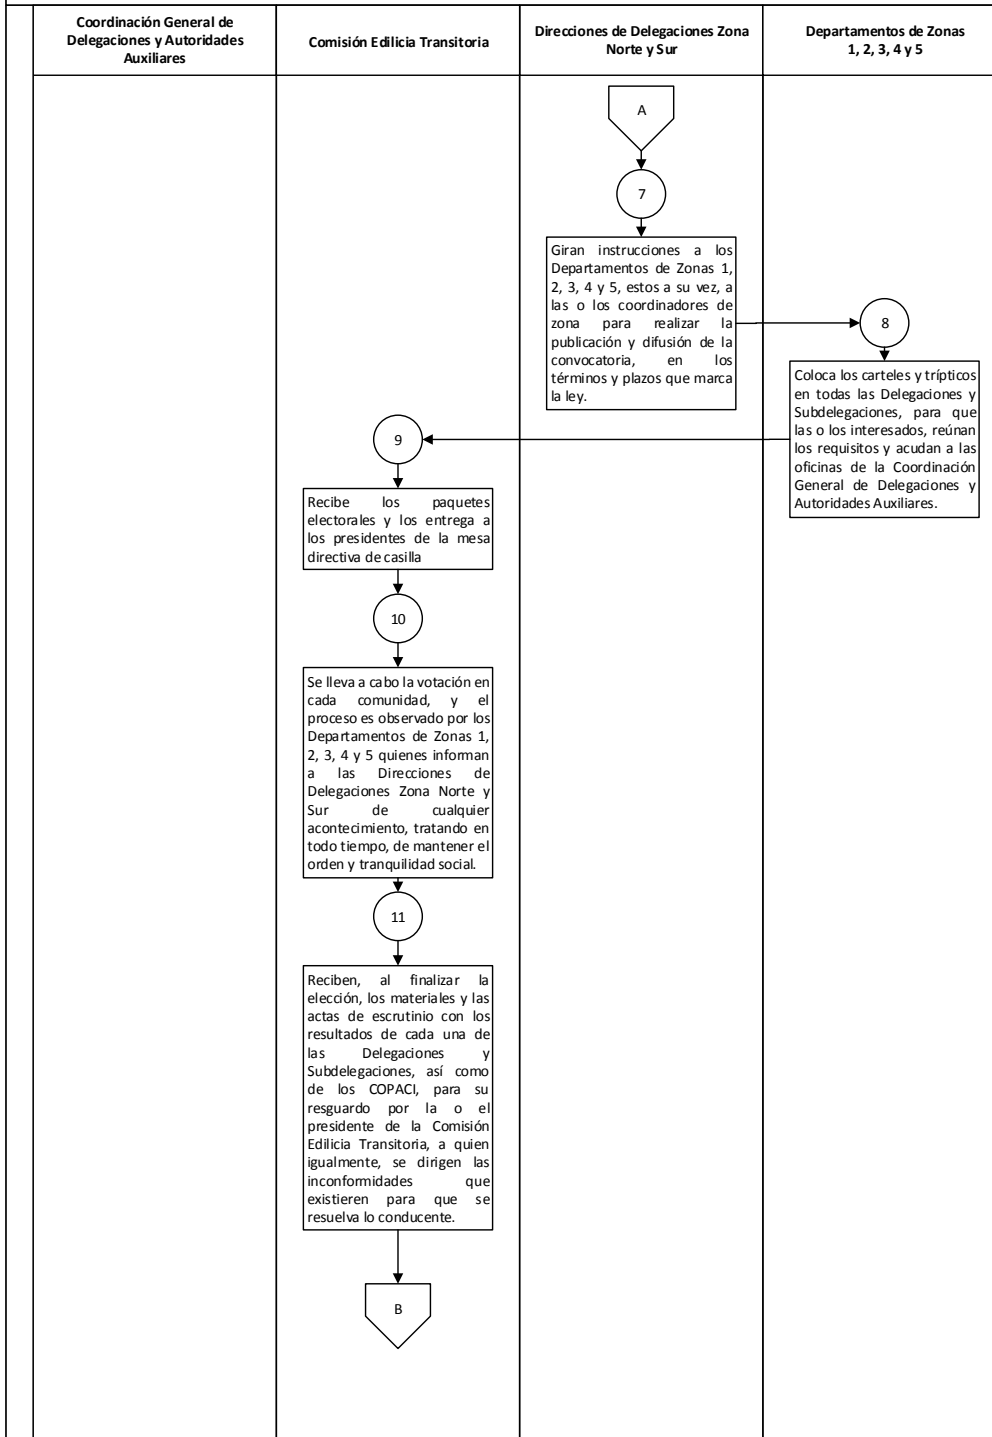 Coordinación General de
Delegaciones y Autoridades
Auxiliares
Comisión Edilicia Transitoria
Direcciones de Delegaciones Zona
Norte y Sur
Departamentos de Zonas
1, 2, 3, 4 y 5
A
7
Giran instrucciones a los
Departamentos de Zonas 1,
2, 3, 4 y 5, estos a su vez, a
las o los coordinadores de
zona para realizar la
publicación y difusión de la
convocatoria, en los
términos y plazos que marca
la ley.
8
Coloca los carteles y trípticos
en todas las Delegaciones y
Subdelegaciones, para que
las o los interesados, reúnan
los requisitos y acudan a las
oficinas de la Coordinación
General de Delegaciones y
Autoridades Auxiliares.
9
Recibe los paquetes
electorales y los entrega a
los presidentes de la mesa
directiva de casilla
10
Se lleva a cabo la votación en
cada comunidad, y el
proceso es observado por los
Departamentos de Zonas 1,
2, 3, 4 y 5 quienes informan
a las Direcciones de
Delegaciones Zona Norte y
Sur de cualquier
acontecimiento, tratando en
todo tiempo, de mantener el
orden y tranquilidad social.
11
Reciben, al finalizar la
elección, los materiales y las
actas de escrutinio con los
resultados de cada una de
las Delegaciones y
Subdelegaciones, así como
de los COPACI, para su
resguardo por la o el
presidente de la Comisión
Edilicia Transitoria, a quien
igualmente, se dirigen las
inconformidades que
existieren para que se
resuelva lo conducente.
B